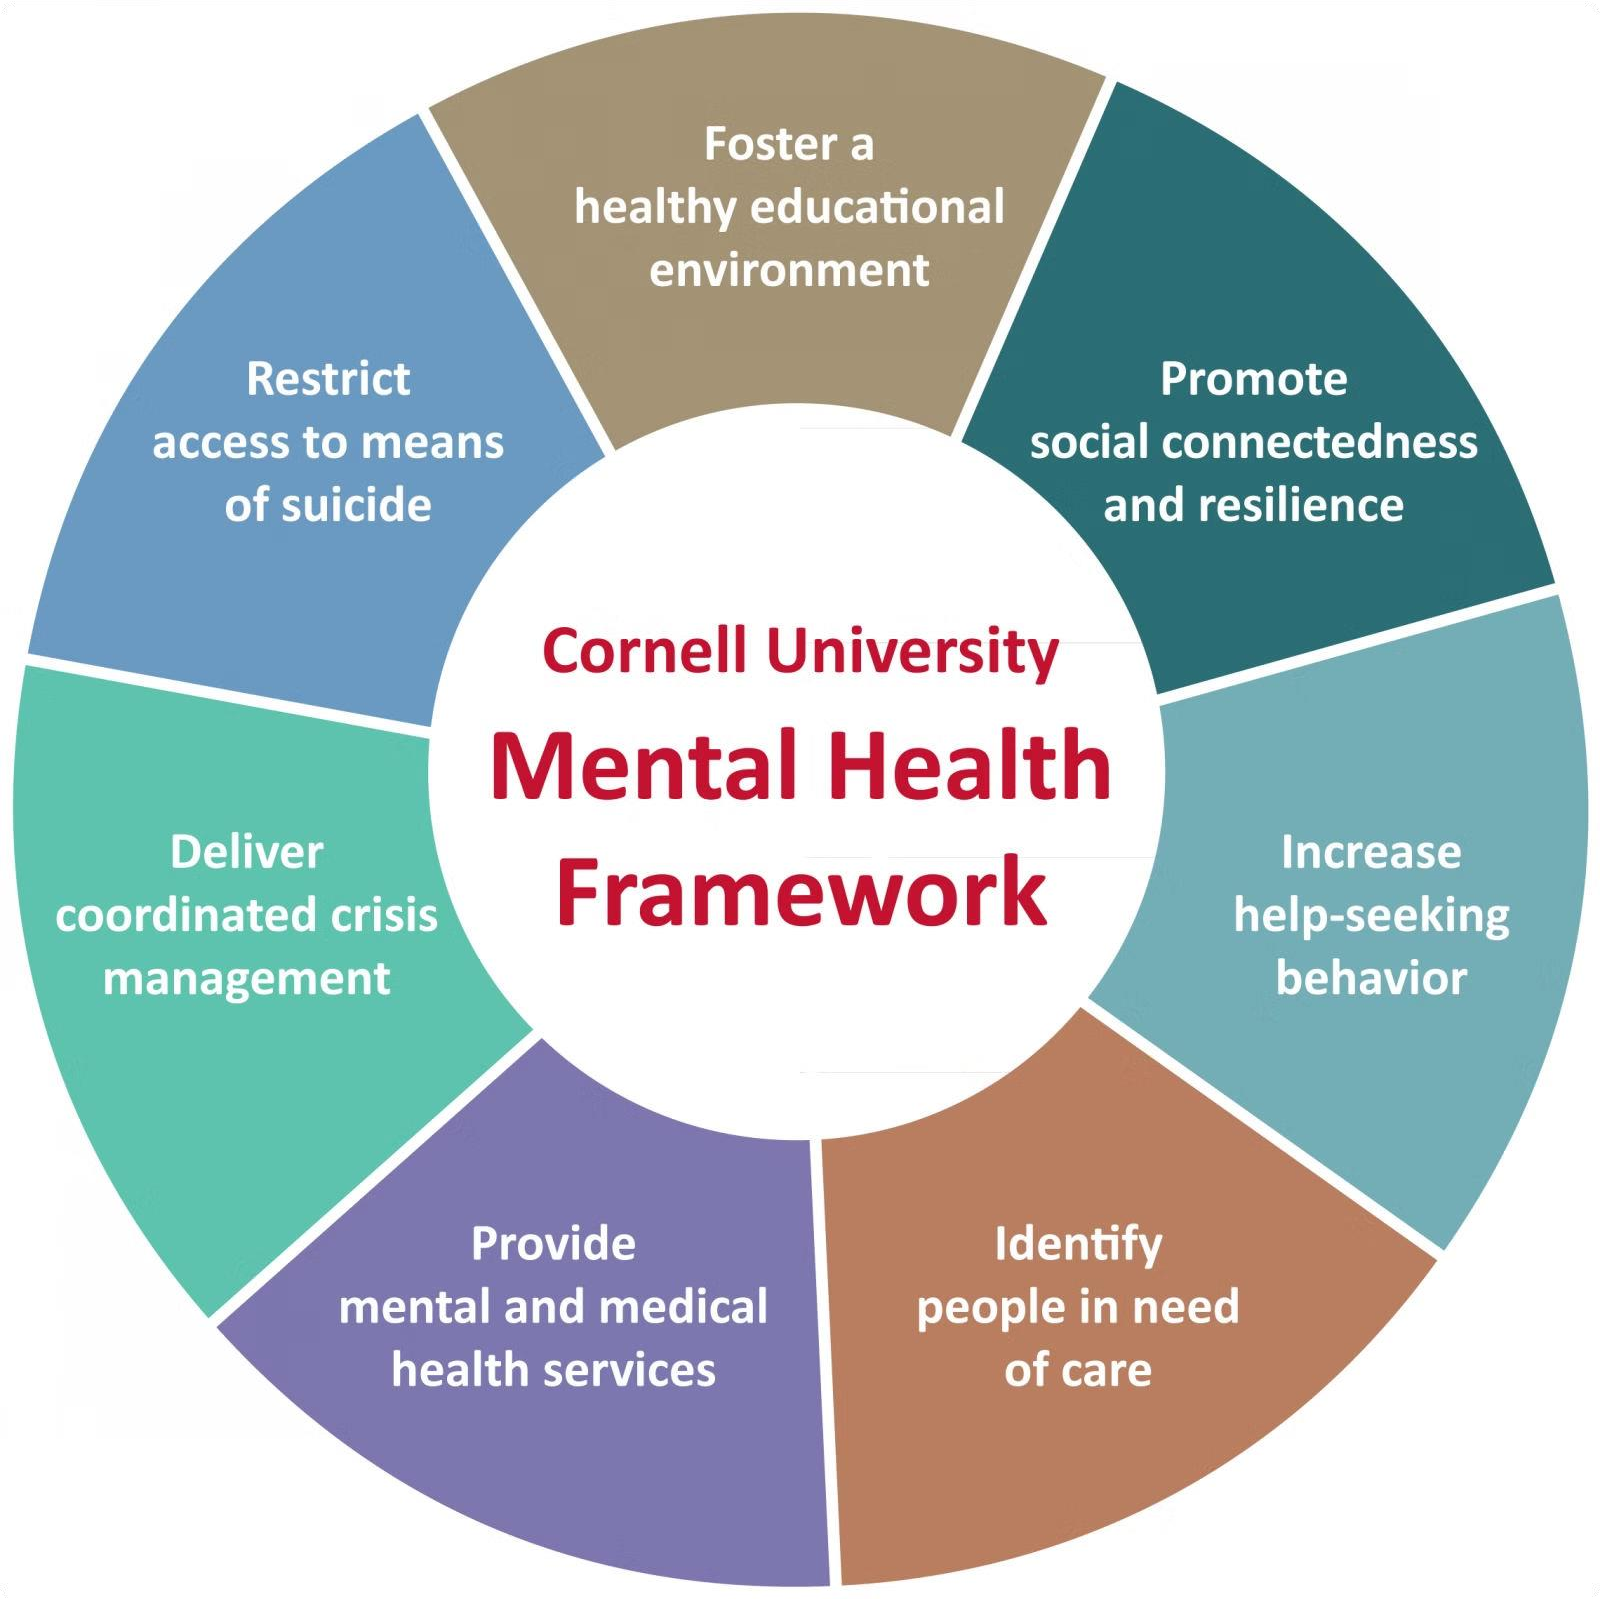 Foster a
healthy educational
environment
Promote
social connectedness
and resilience
Increase
help-seeking
behavior
Identify
people in need
of care
Provide
mental and medical
health services
Deliver
coordinated crisis
management
Restrict
access to means
of suicide
Cornell University
Mental Health
Framework